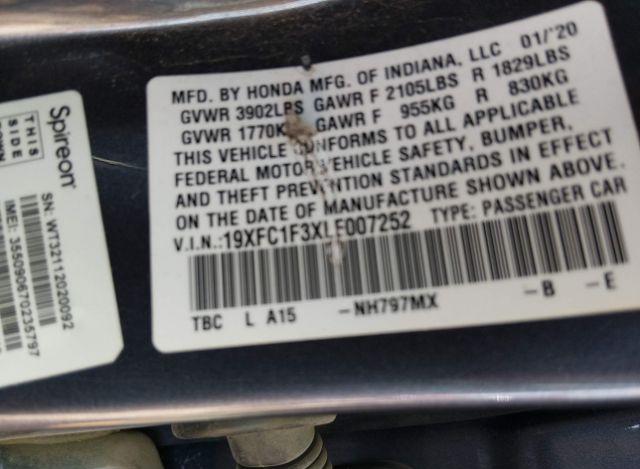 MFD. BY HONDA MFG. OF INDIANA, LLC 01/'20
GVWR 3902LBS GAWR F 2105LBS R 1829LBS
GVWR 1770KG GAWR F 955KG R 830KG
THIS VEHICLE CONFORMS TO ALL APPLICABLE
FEDERAL MOTOR VEHICLE SAFETY, BUMPER,
AND THEFT PREVENTION STANDARDS IN EFFECT
ON THE DATE OF MANUFACTURE SHOWN ABOVE.
V.I.N.:19XFC1F3XLE007252 TYPE: PASSENGER CAR
TBC L A15 -NH797MX -B -E
Spireon
THIS
SIDE
DOWN
SN: WT32112020092
IMEI: 355090670235797